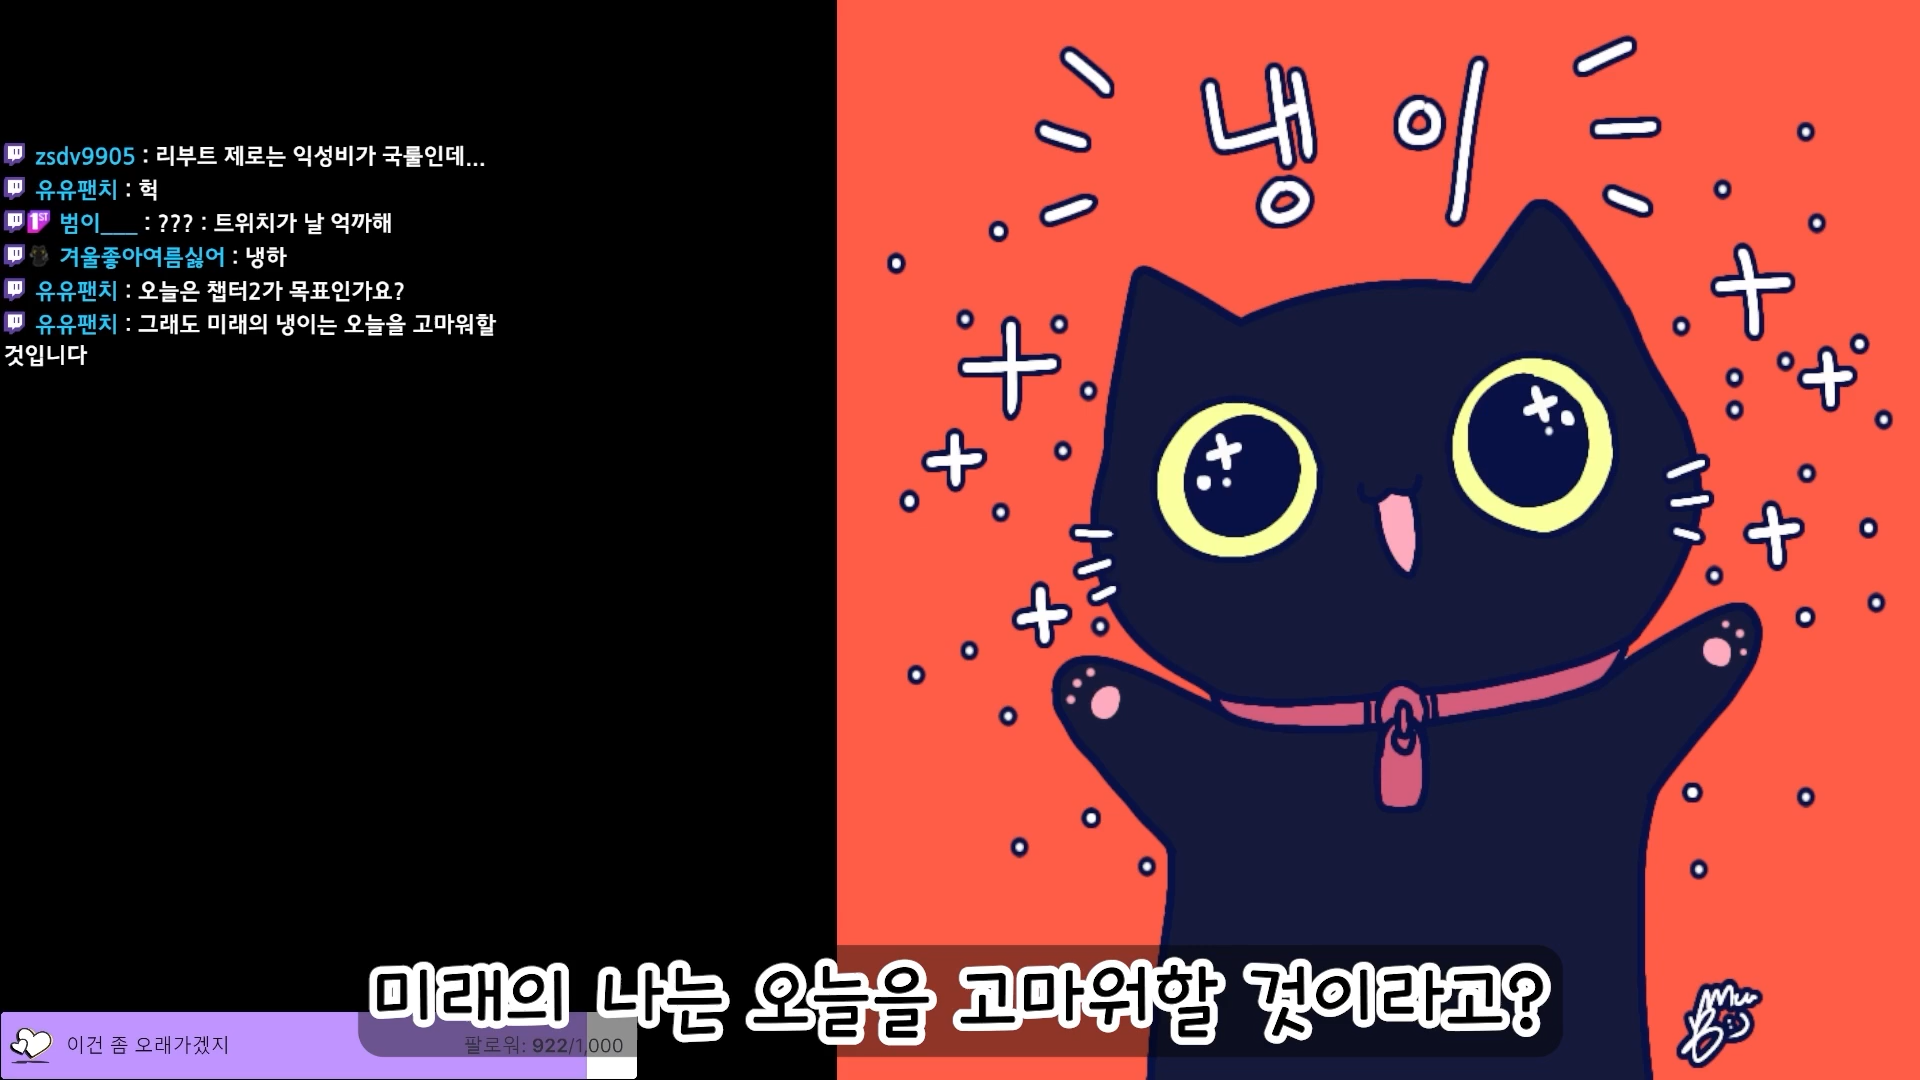 zsdv9905 : 리부트 제로는 익성비가 국룰인데...
유유팬치 : 헉
1ST 범이___ : ??? : 트위치가 날 억까해
겨울좋아여름싫어 : 냉하
유유팬치 : 오늘은 챕터2가 목표인가요?
유유팬치 : 그래도 미래의 냉이는 오늘을 고마워할
것입니다
냉이
미래의 나는 오늘을 고마워할 것이라고?
이건 좀 오래가겠지
팔로워: 922/1,000